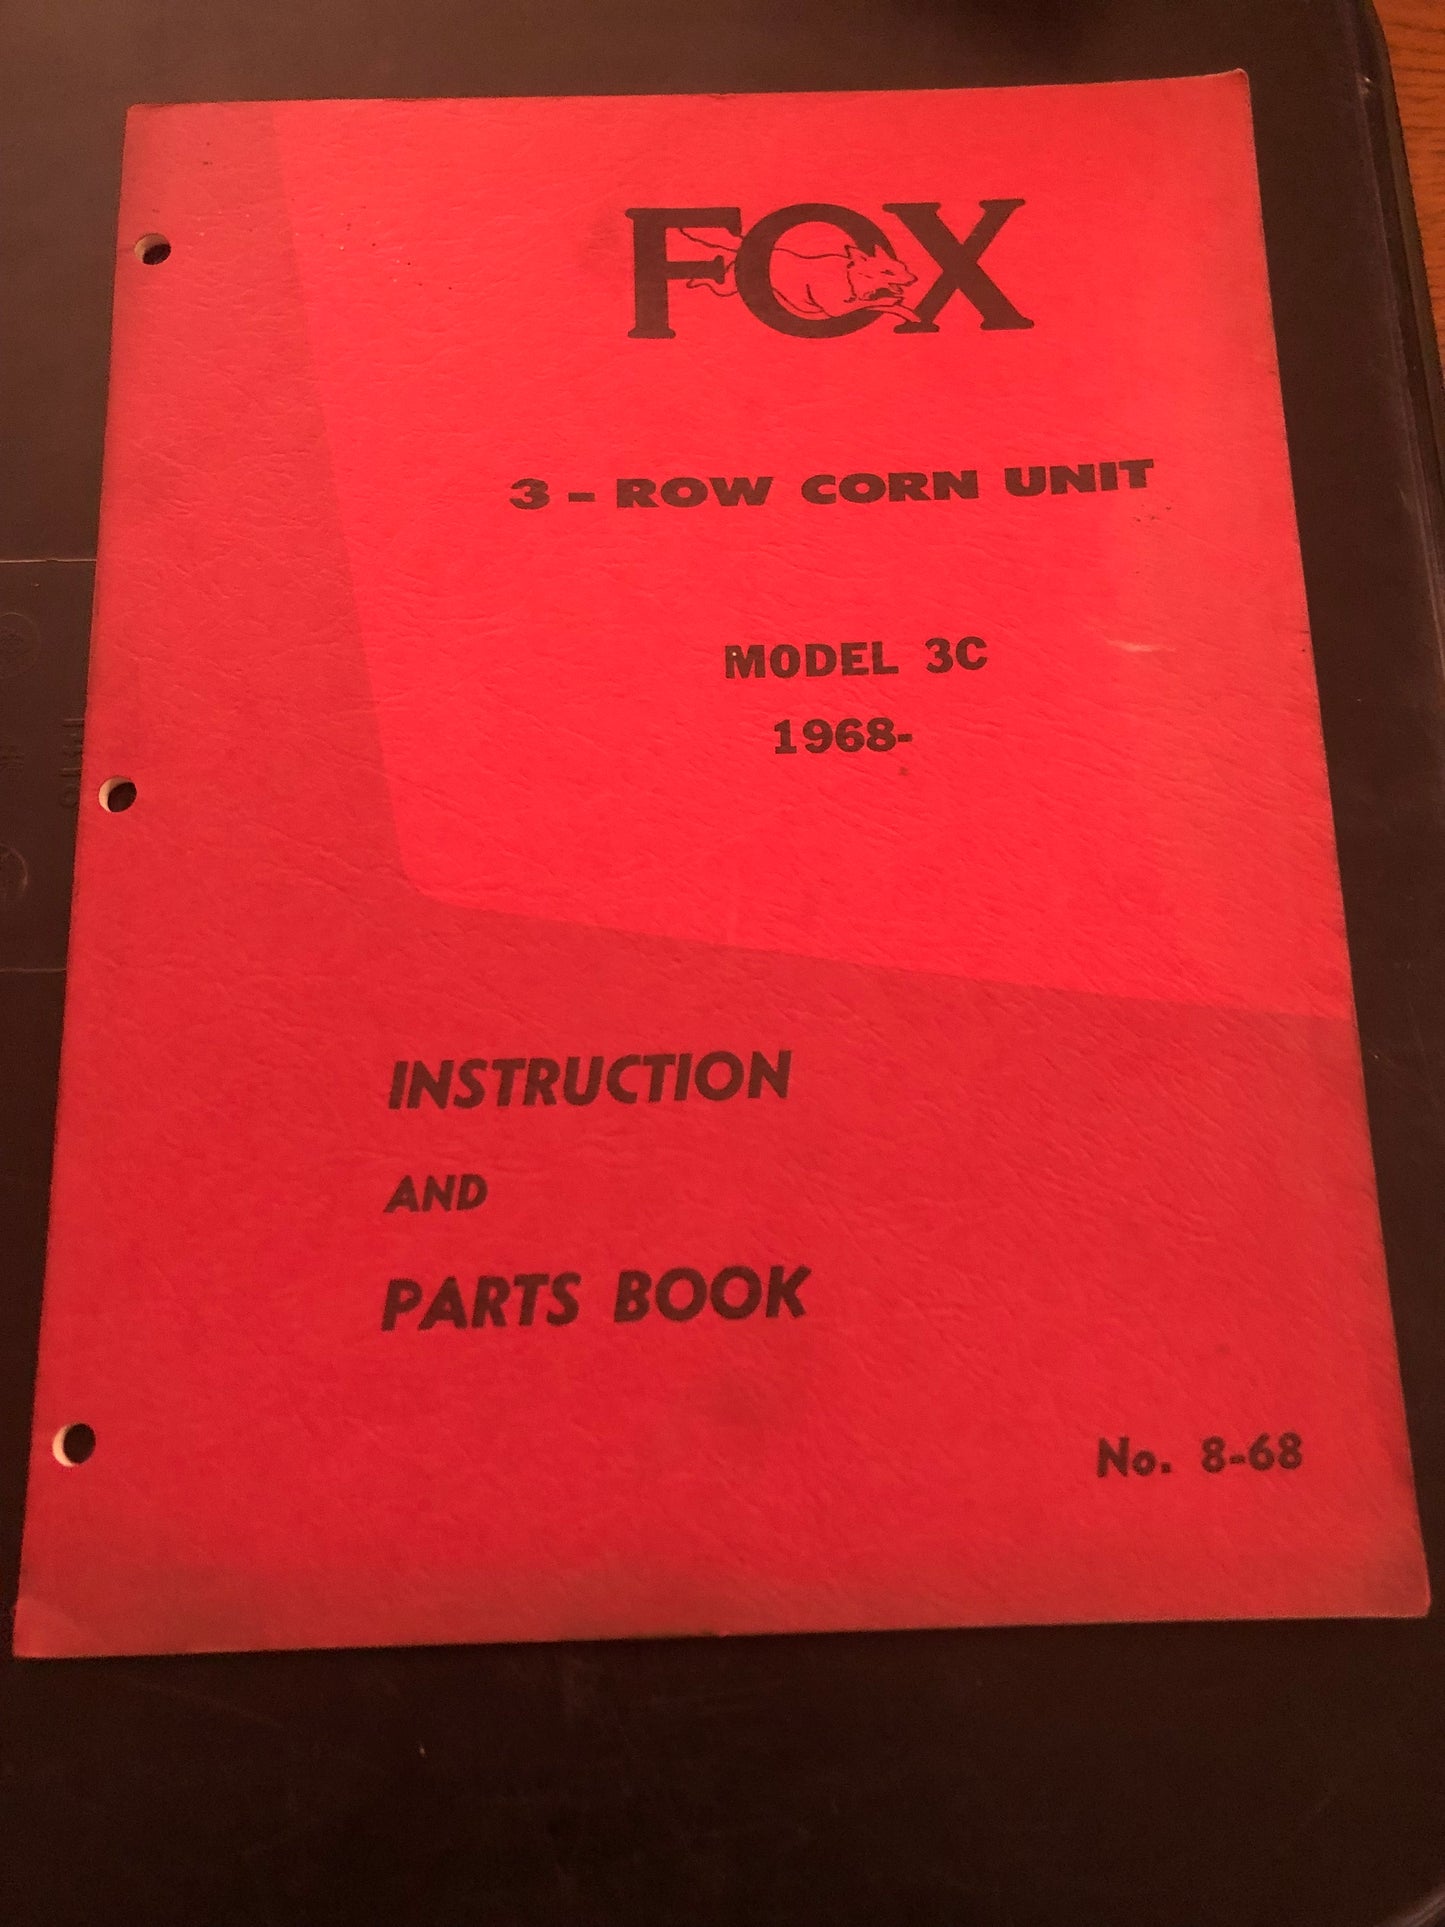 FOX
3 - ROW CORN UNIT
MODEL 3C
1968-
INSTRUCTION
AND
PARTS BOOK
No. 8-68